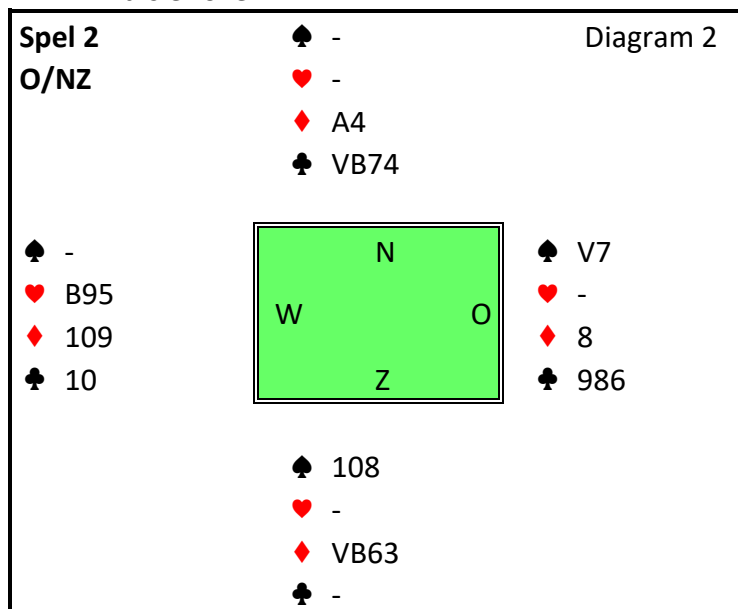 Spel 2 ♠ - Diagram 2
O/NZ ♥ -
♦ A4
♣ VB74
♠ - N ♠ V7
♥ B95 ♥ -
W O
♦ 109 ♦ 8
♣ 10 Z ♣ 986
♠ 108
♥ -
♦ VB63
♣ -